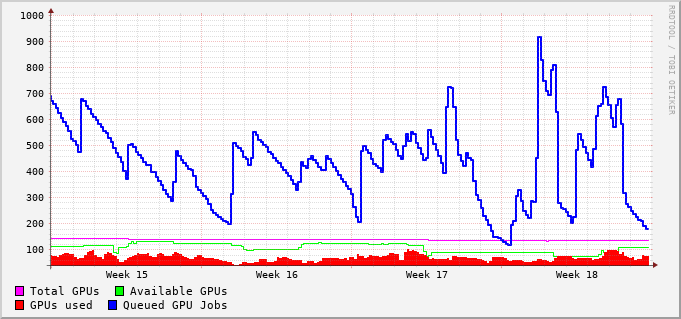 1000
900
800
700
600
500
400
300
200
100
Week 15 Week 16 Week 17 Week 18
Total GPUs Available GPUs
GPUs used Queued GPU Jobs
RRDTOOL / TOBI OETIKER